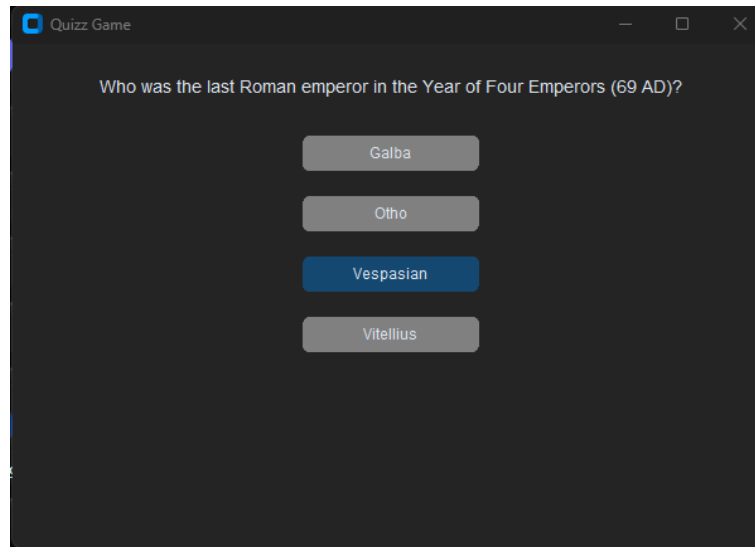 Quizz Game
Who was the last Roman emperor in the Year of Four Emperors (69 AD)?
Galba
Otho
Vespasian
Vitellius